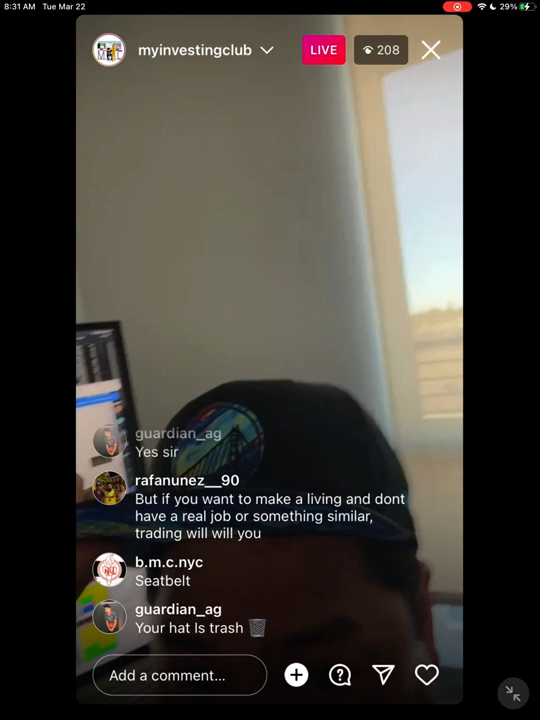 8:31 AM Tue Mar 22
29%
myinvestingclub
LIVE
208
guardian_ag
Yes sir
rafanunez__90
But if you want to make a living and dont
have a real job or something similar,
trading will will you
b.m.c.nyc
Seatbelt
guardian_ag
Your hat Is trash 🗑️
Add a comment...